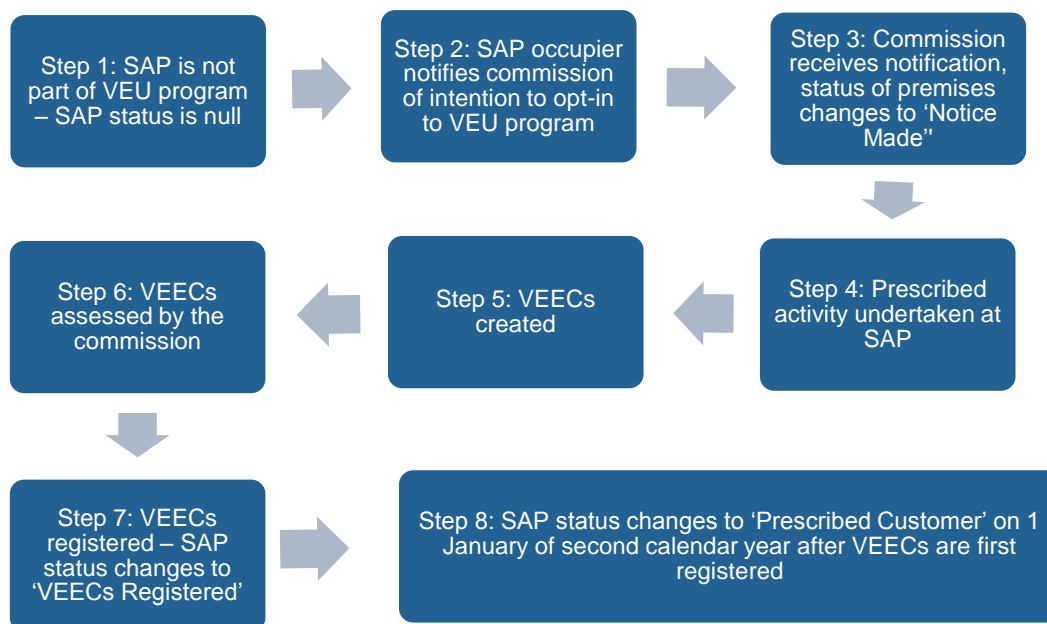 Step 1: SAP is not
part of VEU program
– SAP status is null
Step 2: SAP occupier
notifies commission
of intention to opt-in
to VEU program
Step 3: Commission
receives notification,
status of premises
changes to ‘Notice
Made’'
Step 4: Prescribed
activity undertaken at
SAP
Step 5: VEECs
created
Step 6: VEECs
assessed by the
commission
Step 7: VEECs
registered – SAP
status changes to
‘VEECs Registered’
Step 8: SAP status changes to ‘Prescribed Customer’ on 1
January of second calendar year after VEECs are first
registered